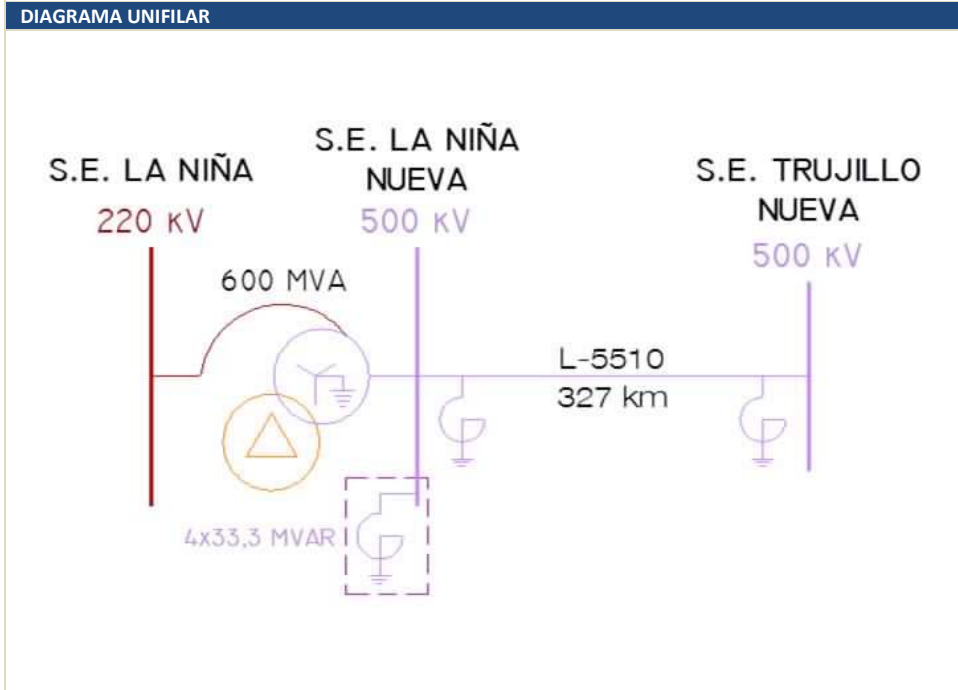 DIAGRAMA UNIFILAR
S.E. LA NIÑA
220 KV
S.E. LA NIÑA
NUEVA
500 KV
S.E. TRUJILLO
NUEVA
500 KV
600 MVA
L-5510
327 km
4x33,3 MVAR